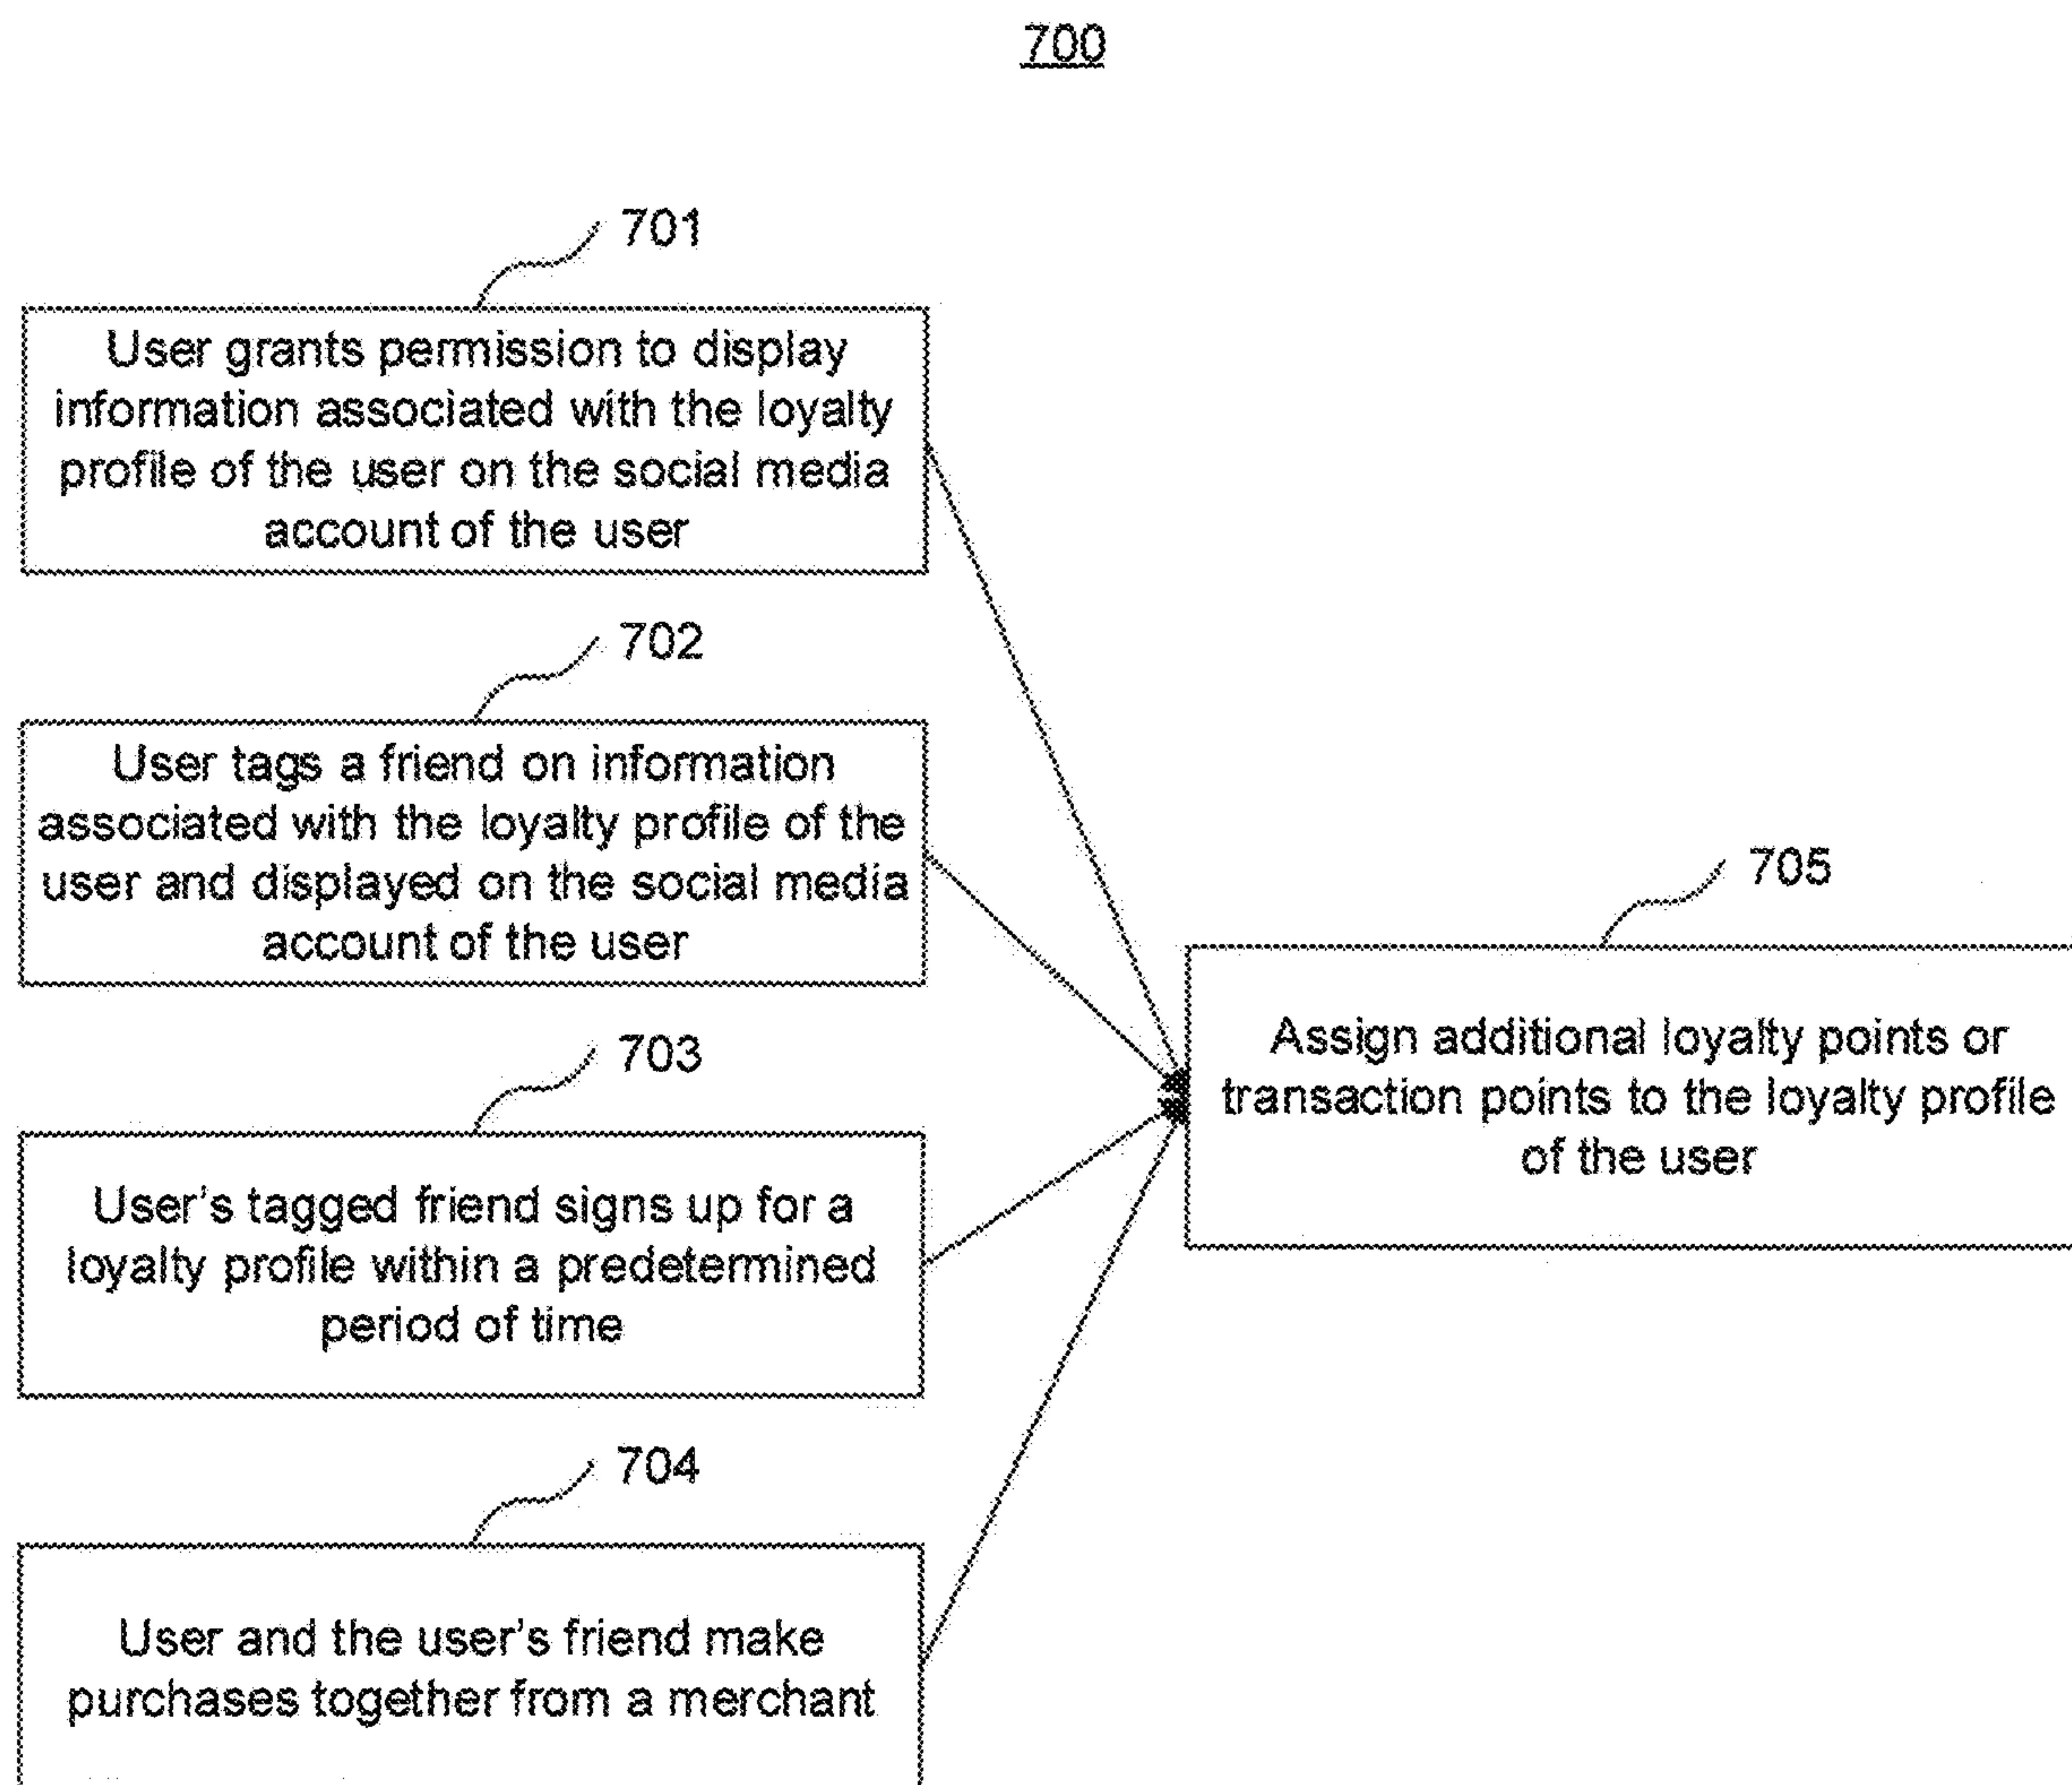 700
701
User grants permission to display
information associated with the loyalty
profile of the user on the social media
account of the user
702
User tags a friend on information
associated with the loyalty profile of the
user and displayed on the social media
account of the user
703
User's tagged friend signs up for a
loyalty profile within a predetermined
period of time
704
User and the user's friend make
purchases together from a merchant
705
Assign additional loyalty points or
transaction points to the loyalty profile
of the user